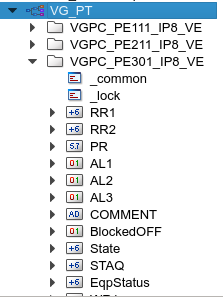 VG_PT
VGPC_PE111_IP8_VE
VGPC_PE211_IP8_VE
VGPC_PE301_IP8_VE
_common
_lock
+6 RR1
+6 RR2
5.7 PR
01 AL1
01 AL2
01 AL3
AD COMMENT
01 BlockedOFF
+6 State
+6 STAQ
+6 EqpStatus